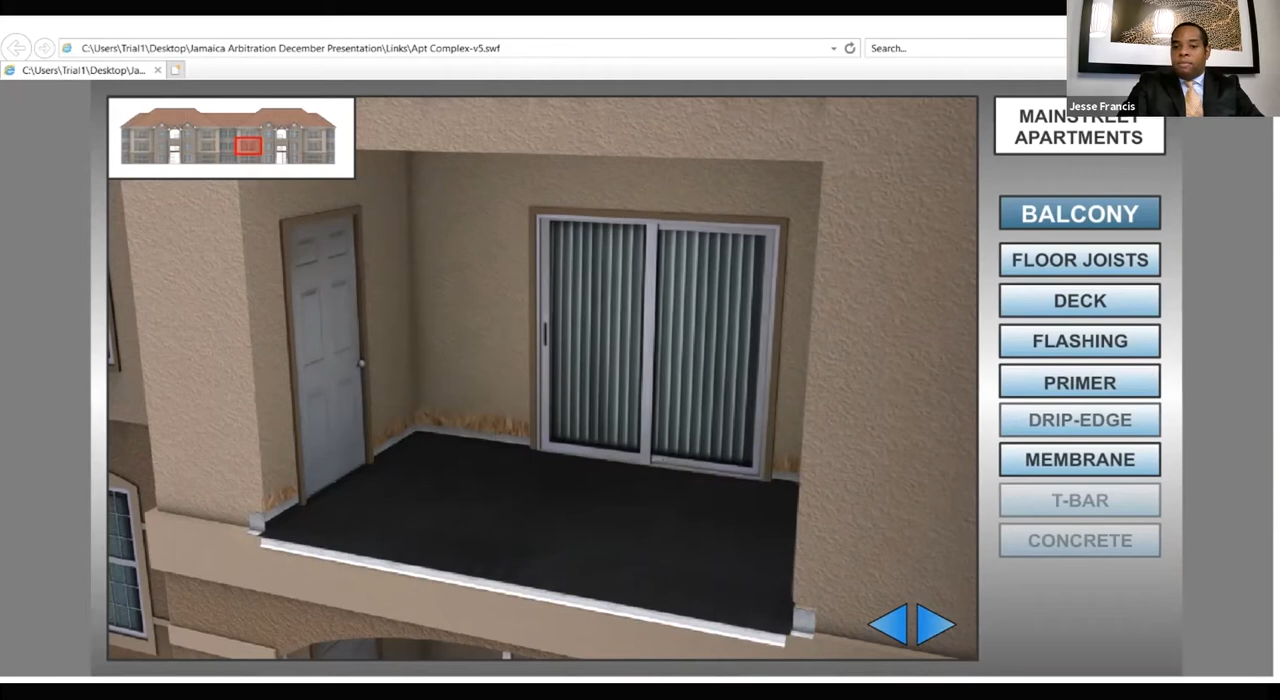 C:\Users\Trial1\Desktop\Jamaica Arbitration December Presentation\Links\Apt Complex-v5.swf
Search...
C:\Users\Trial1\Desktop\Ja...
Jesse Francis
MAINSTREET
APARTMENTS
BALCONY
FLOOR JOISTS
DECK
FLASHING
PRIMER
DRIP-EDGE
MEMBRANE
T-BAR
CONCRETE